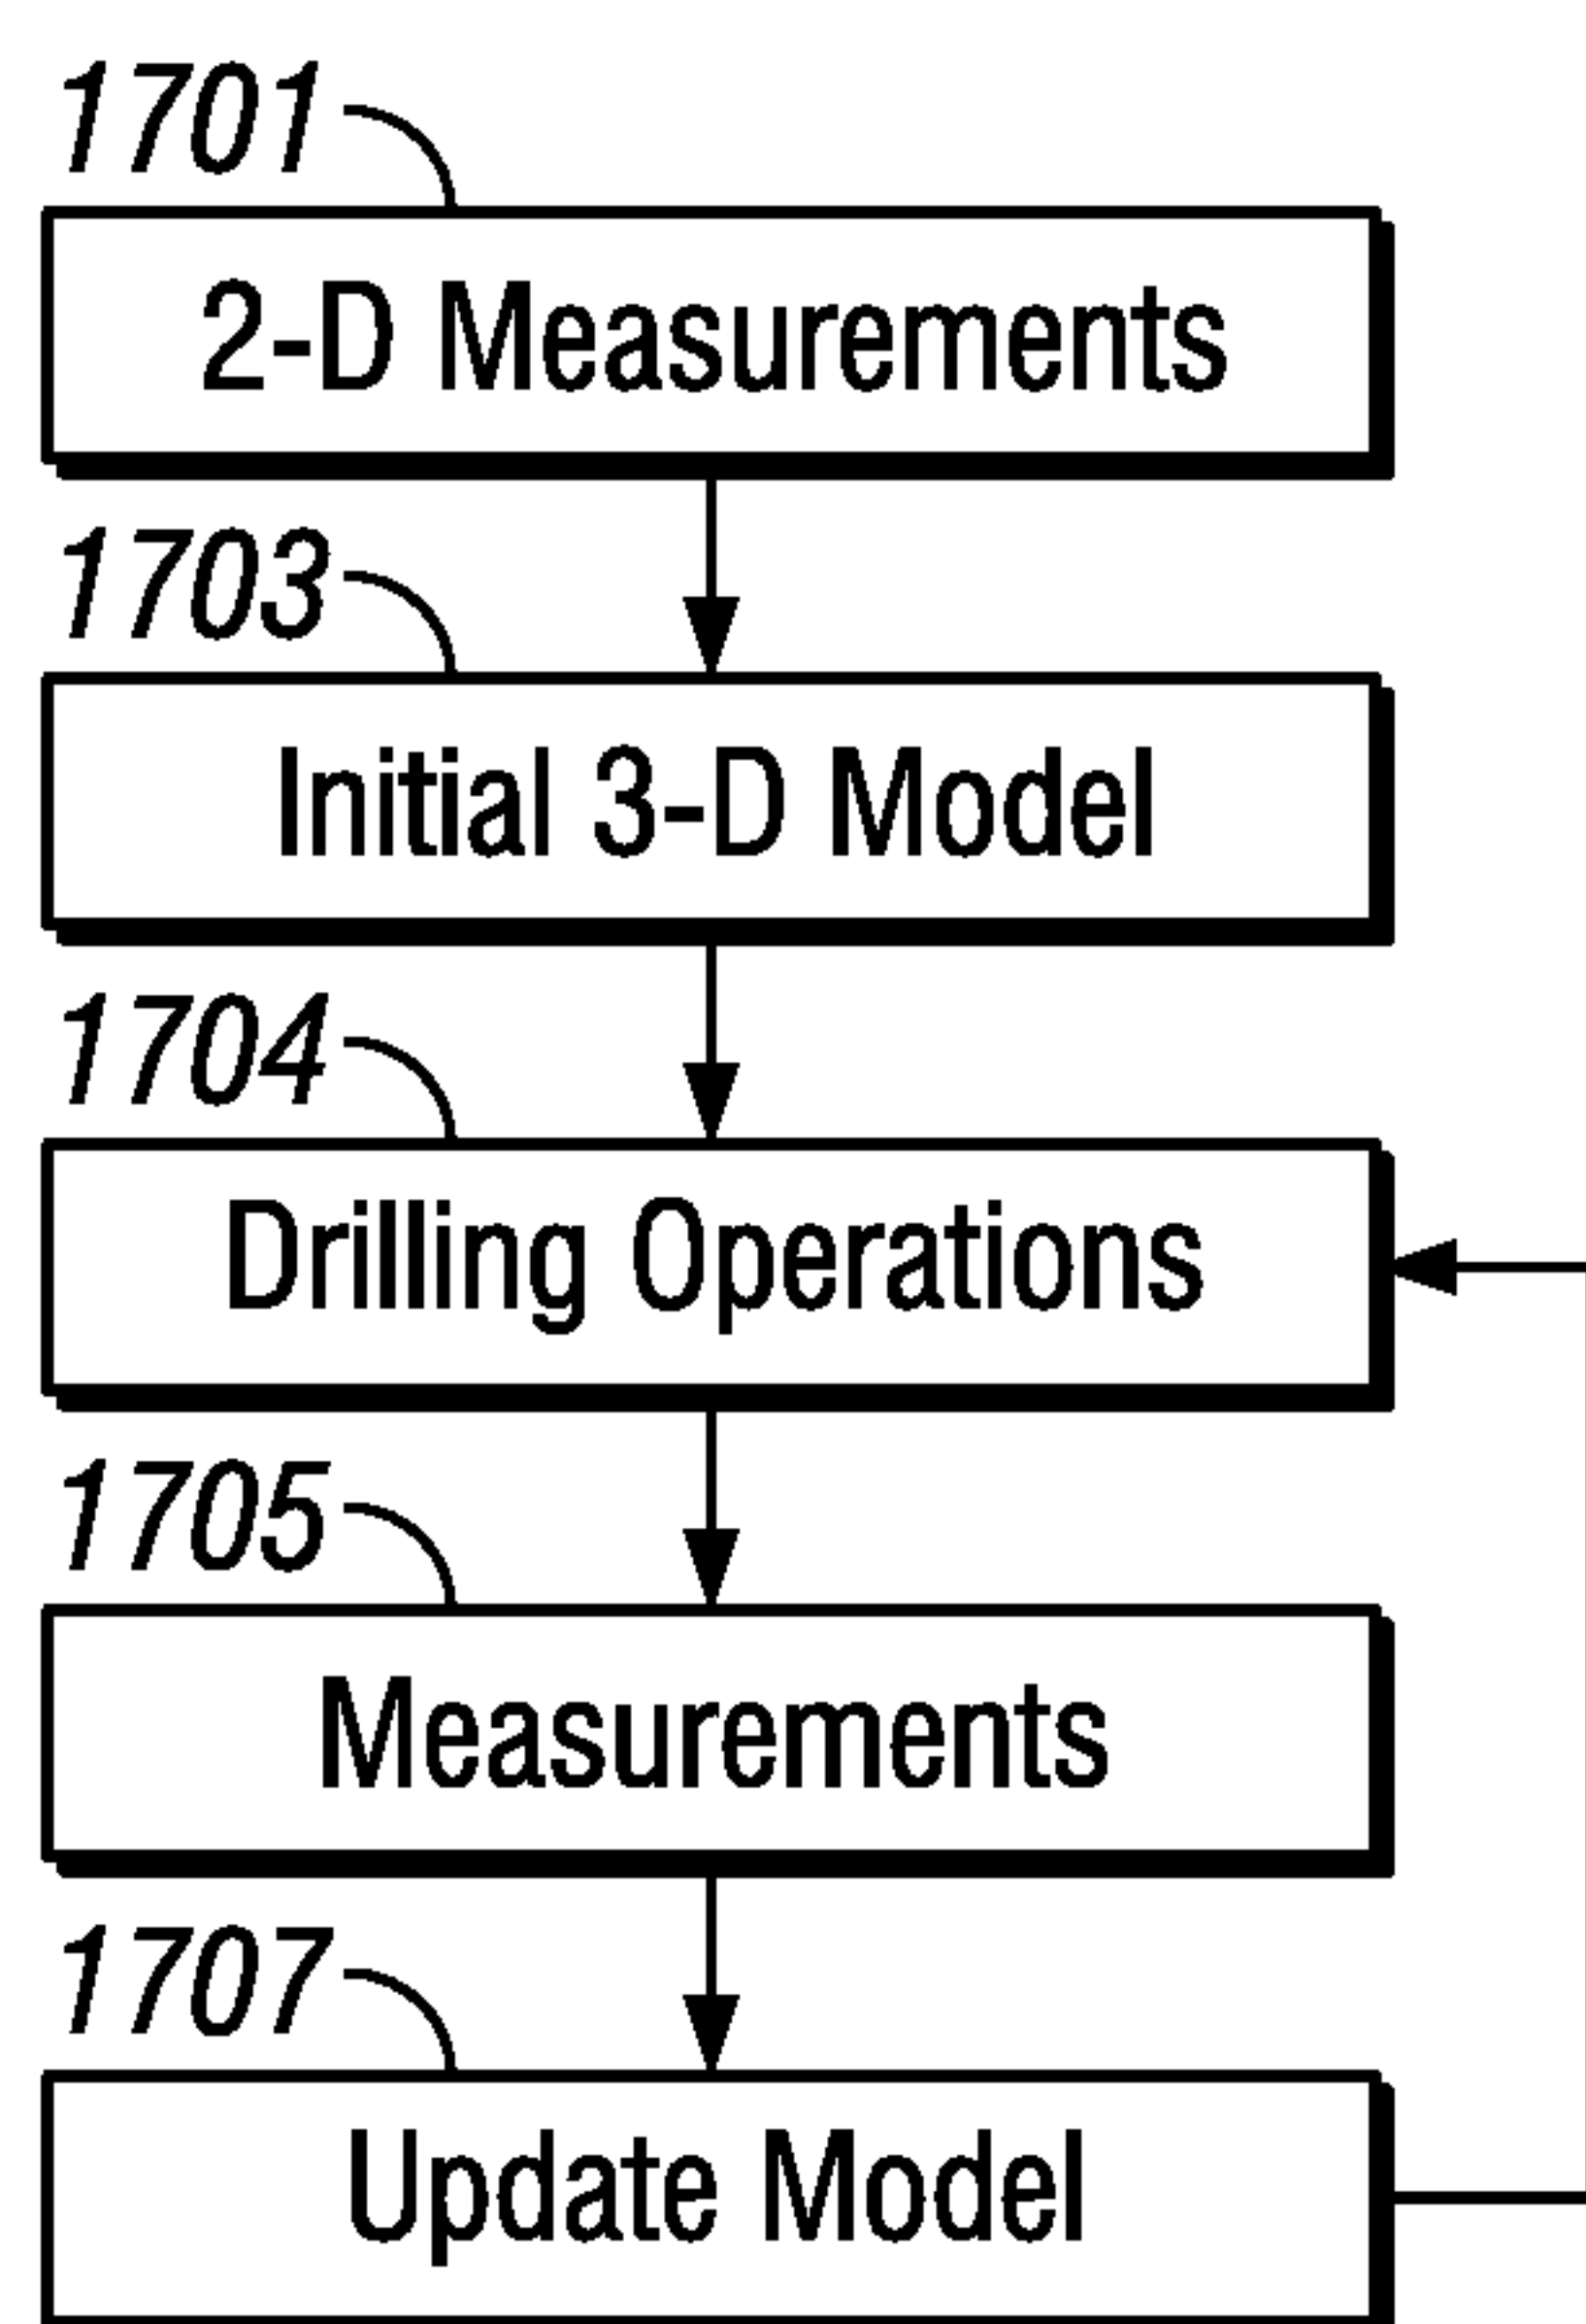 1701
2-D Measurements
1703
Initial 3-D Model
1704
Drilling Operations
1705
Measurements
1707
Update Model